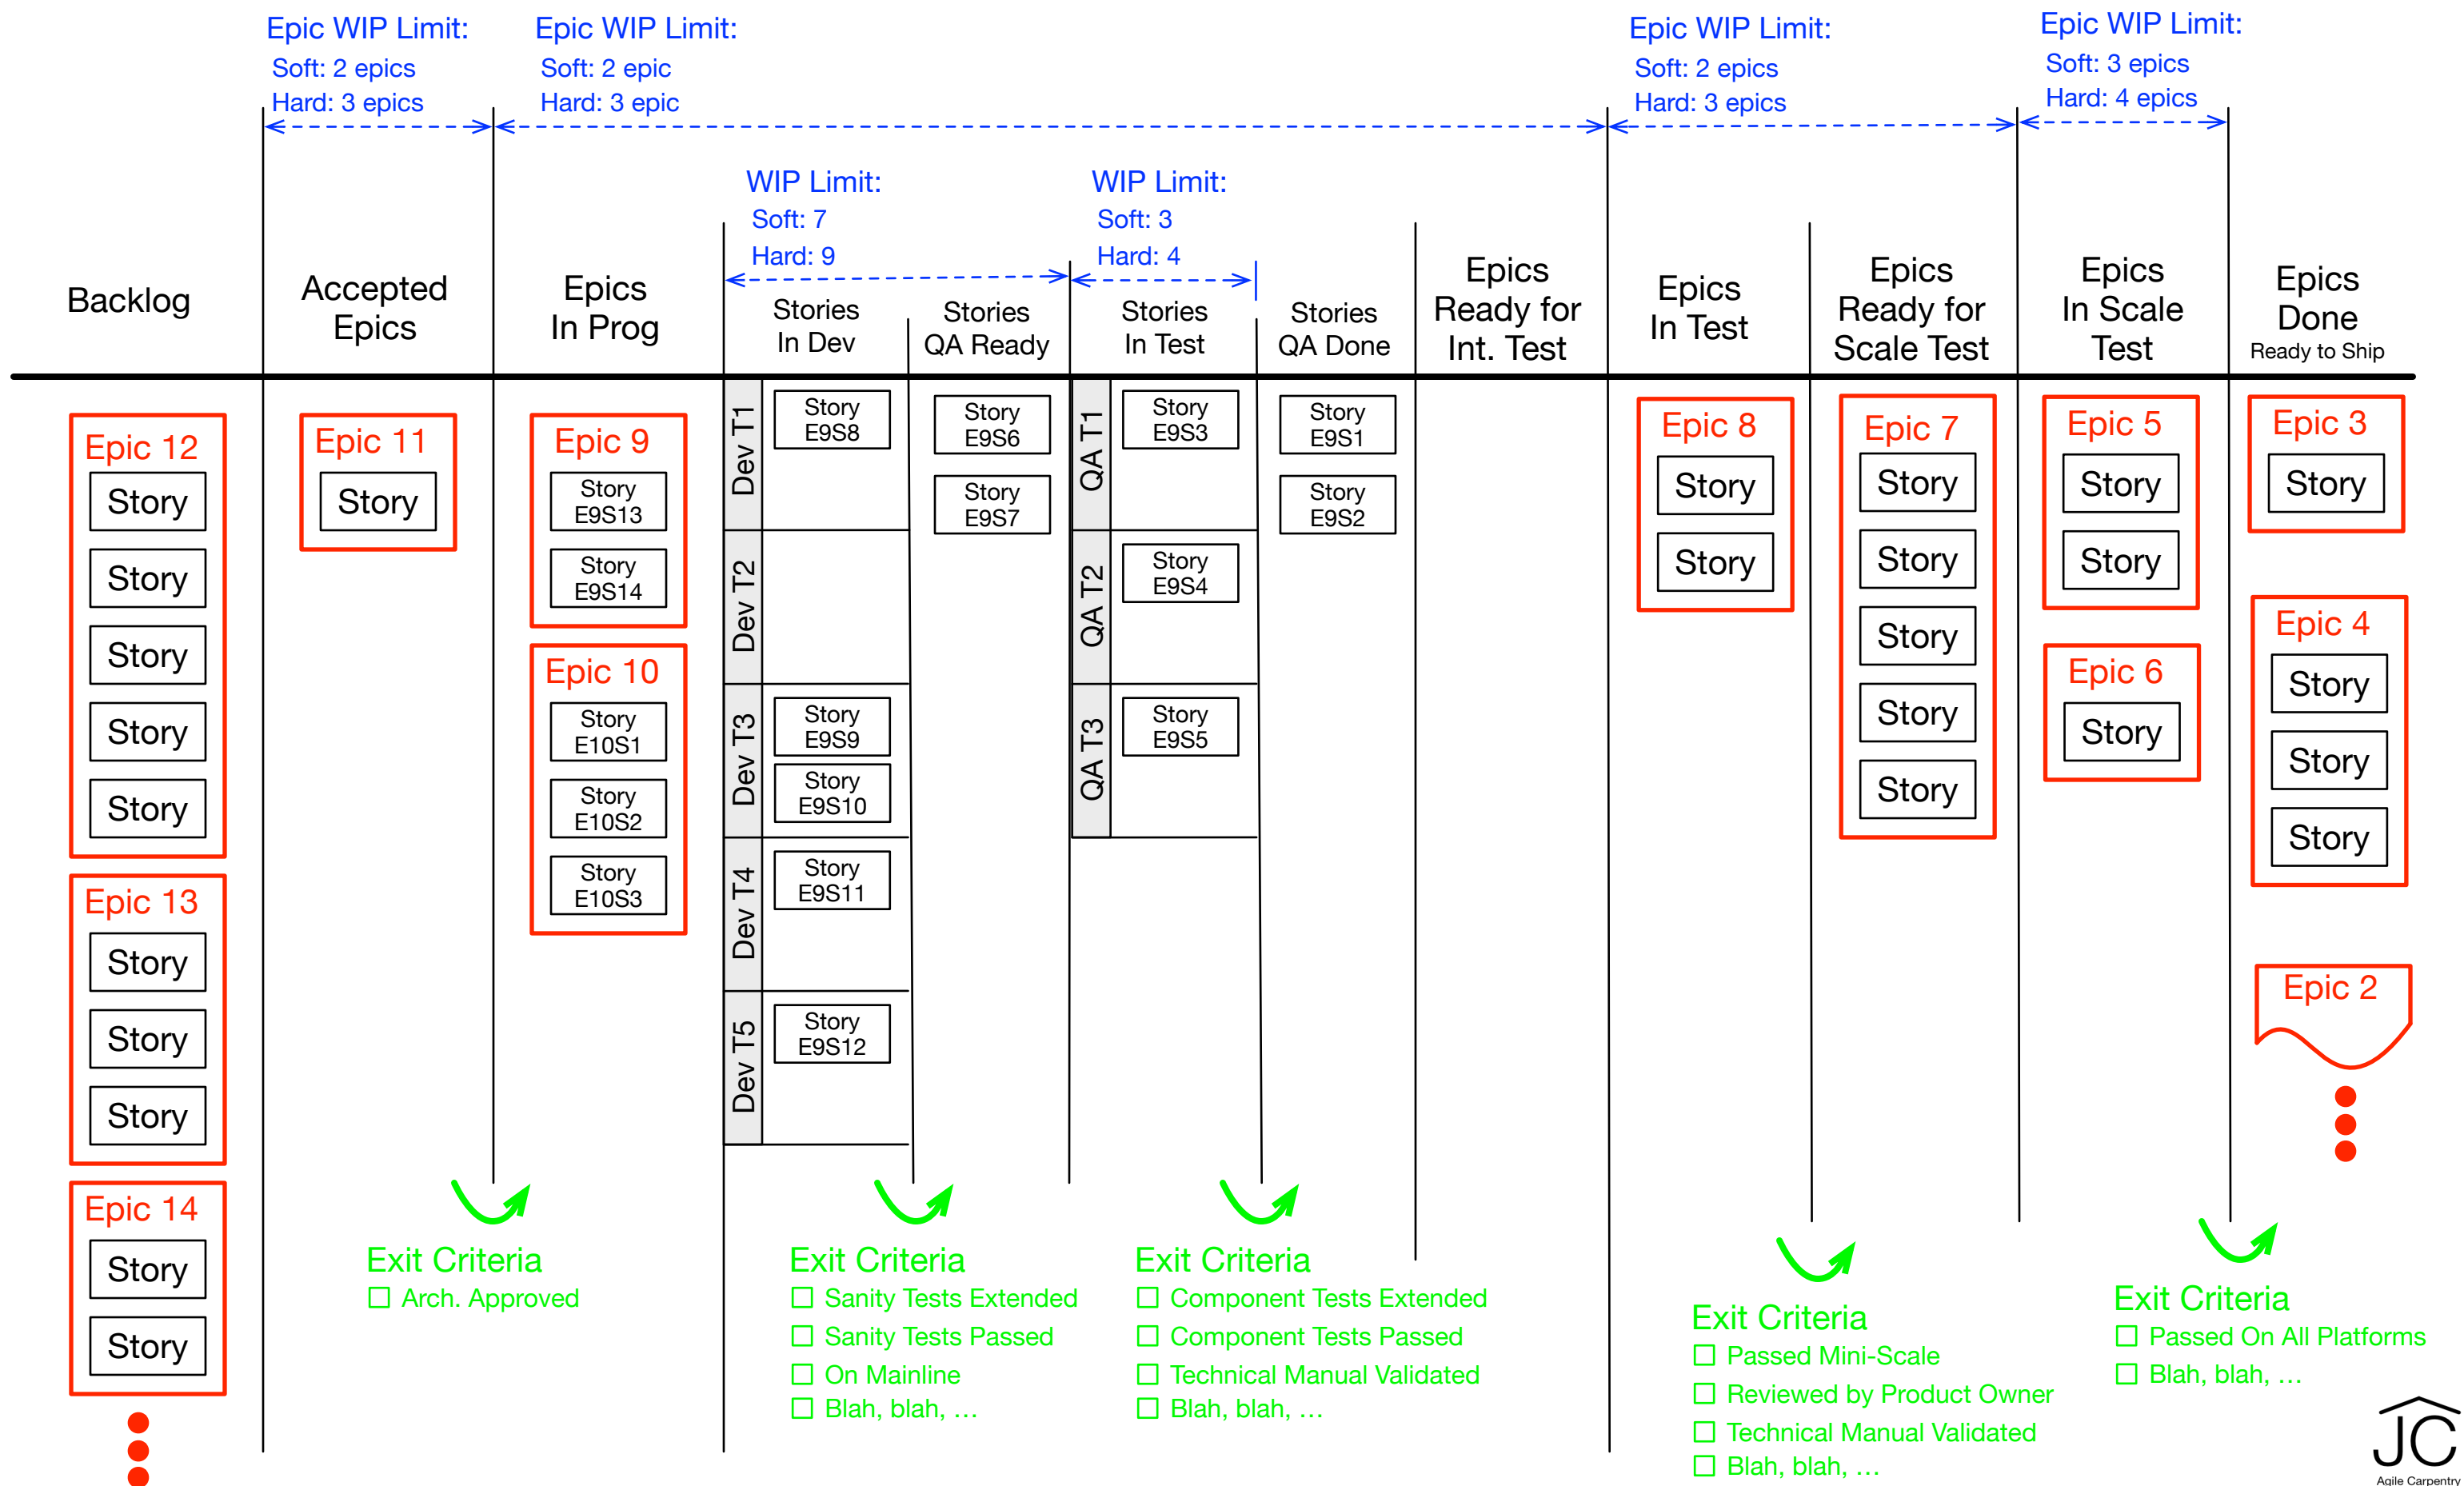 Epic WIP Limit:
Soft: 2 epics
Hard: 3 epics
Epic WIP Limit:
Soft: 2 epic
Hard: 3 epic
Epic WIP Limit:
Soft: 2 epics
Hard: 3 epics
Epic WIP Limit:
Soft: 3 epics
Hard: 4 epics
WIP Limit:
Soft: 7
Hard: 9
WIP Limit:
Soft: 3
Hard: 4
Backlog
Accepted
Epics
Epics
In Prog
Stories
In Dev
Stories
QA Ready
Stories
In Test
Stories
QA Done
Epics
Ready for
Int. Test
Epics
In Test
Epics
Ready for
Scale Test
Epics
In Scale
Test
Epics
Done
Ready to Ship
Epic 12
Story
Story
Story
Story
Story
Epic 13
Story
Story
Story
Epic 14
Story
Story
Epic 11
Story
Epic 9
Story
E9S13
Story
E9S14
Epic 10
Story
E10S1
Story
E10S2
Story
E10S3
Dev T1
Story
E9S8
Dev T2
Dev T3
Story
E9S9
Story
E9S10
Dev T4
Story
E9S11
Dev T5
Story
E9S12
Story
E9S6
Story
E9S7
QA T1
Story
E9S3
QA T2
Story
E9S4
QA T3
Story
E9S5
Story
E9S1
Story
E9S2
Epic 8
Story
Story
Epic 7
Story
Story
Story
Story
Story
Epic 5
Story
Story
Epic 6
Story
Epic 3
Story
Epic 4
Story
Story
Story
Epic 2
Exit Criteria
Arch. Approved
Exit Criteria
Sanity Tests Extended
Sanity Tests Passed
On Mainline
Blah, blah, …
Exit Criteria
Component Tests Extended
Component Tests Passed
Technical Manual Validated
Blah, blah, …
Exit Criteria
Passed Mini-Scale
Reviewed by Product Owner
Technical Manual Validated
Blah, blah, …
Exit Criteria
Passed On All Platforms
Blah, blah, …
JC
Agile Carpentry